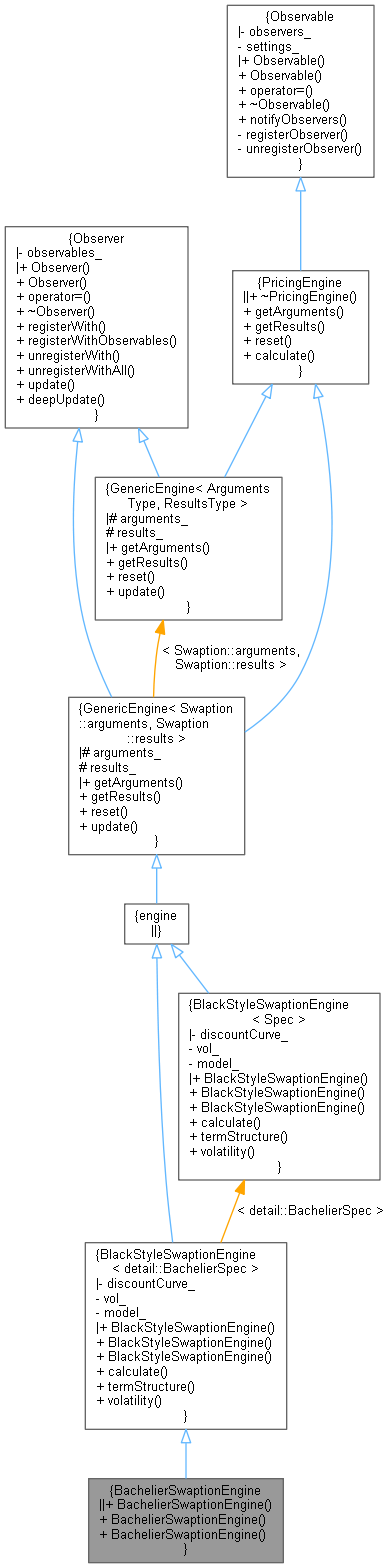 {Observable
|- observers_
- settings_
|+ Observable()
+ Observable()
+ operator=()
+ ~Observable()
+ notifyObservers()
- registerObserver()
- unregisterObserver()
}
{Observer
|- observables_
|+ Observer()
+ Observer()
+ operator=()
+ ~Observer()
+ registerWith()
+ registerWithObservables()
+ unregisterWith()
+ unregisterWithAll()
+ update()
+ deepUpdate()
}
{PricingEngine
||+ ~PricingEngine()
+ getArguments()
+ getResults()
+ reset()
+ calculate()
}
{GenericEngine< Arguments
Type, ResultsType >
|# arguments_
# results_
|+ getArguments()
+ getResults()
+ reset()
+ update()
}
< Swaption::arguments,
Swaption::results >
{GenericEngine< Swaption
::arguments, Swaption
::results >
|# arguments_
# results_
|+ getArguments()
+ getResults()
+ reset()
+ update()
}
{engine
||}
{BlackStyleSwaptionEngine
< Spec >
|- discountCurve_
- vol_
- model_
|+ BlackStyleSwaptionEngine()
+ BlackStyleSwaptionEngine()
+ BlackStyleSwaptionEngine()
+ calculate()
+ termStructure()
+ volatility()
}
< detail::BachelierSpec >
{BlackStyleSwaptionEngine
< detail::BachelierSpec >
|- discountCurve_
- vol_
- model_
|+ BlackStyleSwaptionEngine()
+ BlackStyleSwaptionEngine()
+ BlackStyleSwaptionEngine()
+ calculate()
+ termStructure()
+ volatility()
}
{BachelierSwaptionEngine
||+ BachelierSwaptionEngine()
+ BachelierSwaptionEngine()
+ BachelierSwaptionEngine()
}